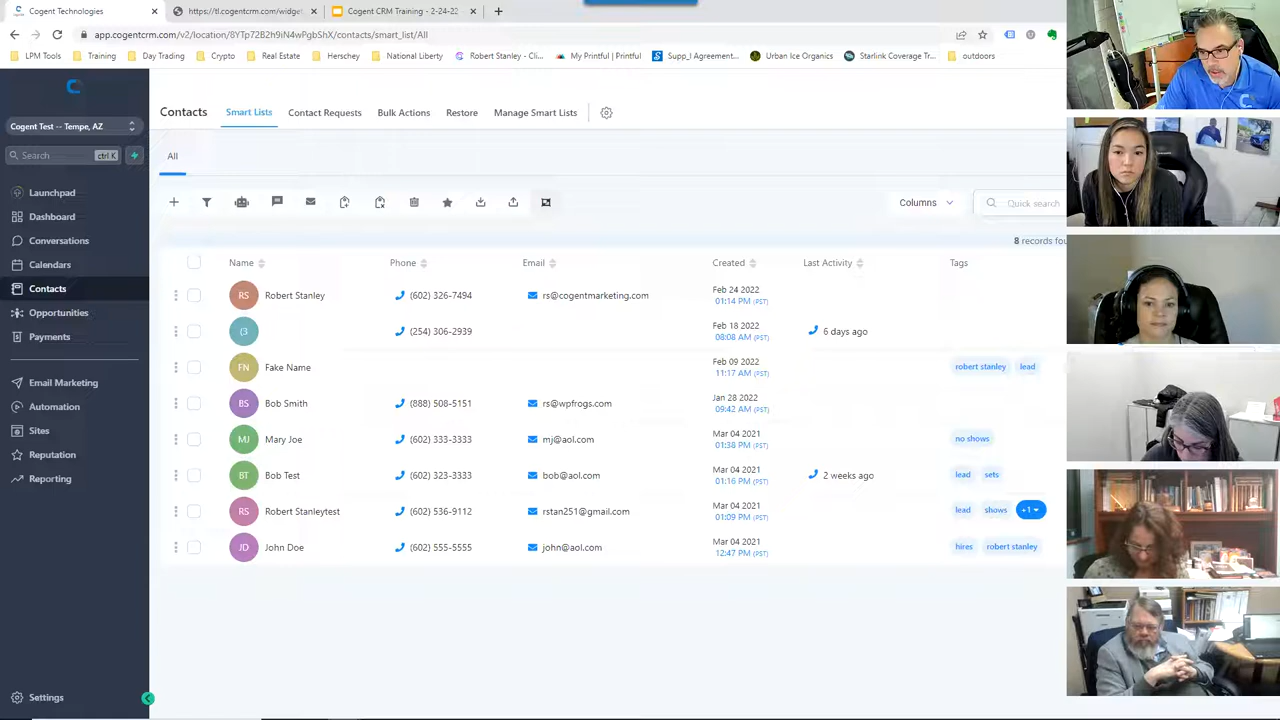 Cogent Technologies
https://tl.cogentcrm.com/widget
Cogent CRM Training - 2-24-22
app.cogentcrm.com/v2/location/8YTp72B2h9iN4wPgbShX/contacts/smart_list/All
LPM Tools
Training
Day Trading
Crypto
Real Estate
Herschey
National Liberty
Robert Stanley - Cli...
My Printful | Printful
Supp_I Agreement...
Urban Ice Organics
Starlink Coverage Tr...
outdoors
Cogent Test -- Tempe, AZ
Search
ctrl K
Launchpad
Dashboard
Conversations
Calendars
Contacts
Opportunities
Payments
Email Marketing
Automation
Sites
Reputation
Reporting
Settings
Contacts
Smart Lists
Contact Requests
Bulk Actions
Restore
Manage Smart Lists
All
Columns
Quick search
8 records fou
Name Phone Email Created Last Activity Tags
RS Robert Stanley (602) 326-7494 rs@cogentmarketing.com Feb 24 2022
01:14 PM (PST)
(3 (254) 306-2939 Feb 18 2022 6 days ago
08:08 AM (PST)
FN Fake Name Feb 09 2022 robert stanley lead
11:17 AM (PST)
BS Bob Smith (888) 508-5151 rs@wpfrogs.com Jan 28 2022
09:42 AM (PST)
MJ Mary Joe (602) 333-3333 mj@aol.com Mar 04 2021 no shows
01:38 PM (PST)
BT Bob Test (602) 323-3333 bob@aol.com Mar 04 2021 2 weeks ago lead sets
01:16 PM (PST)
RS Robert Stanleytest (602) 536-9112 rstan251@gmail.com Mar 04 2021 lead shows +1
01:09 PM (PST)
JD John Dber (602) 555-5555 john@aol.com Mar 04 2021 hires robert stanley
12:47 PM (PST)